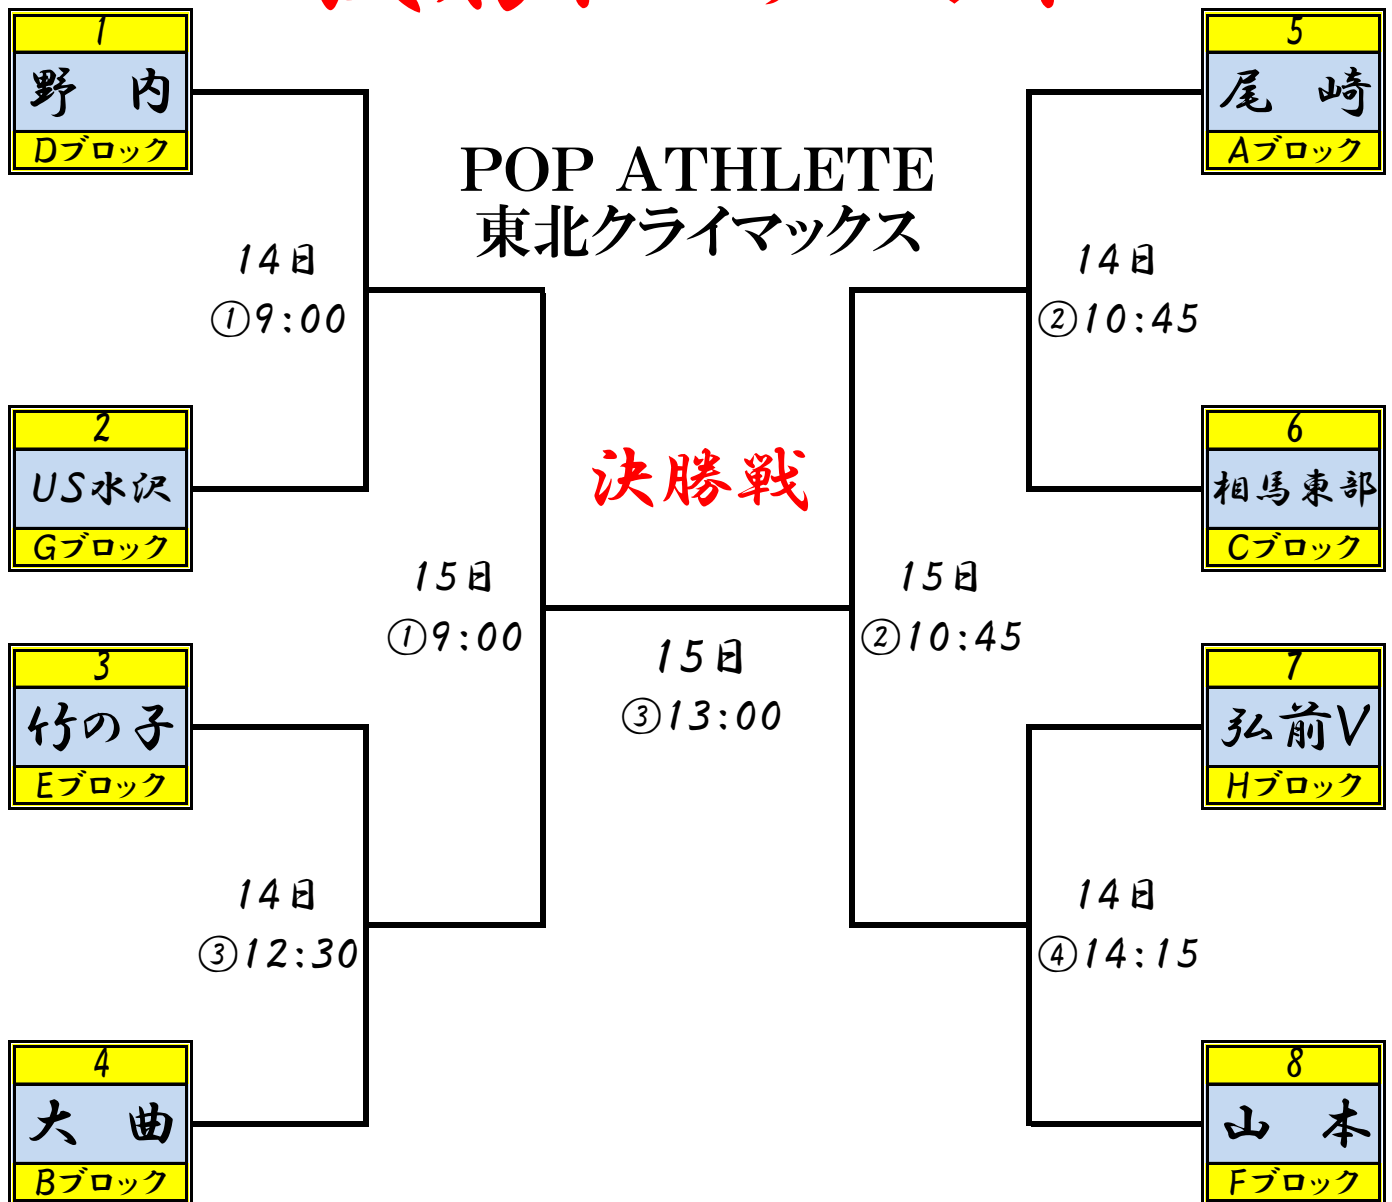 1
野 内
Dブロック
5
尾 崎
Aブロック
POP ATHLETE
東北クライマックス
14日
①9:00
14日
②10:45
2
US水沢
Gブロック
決勝戦
6
相馬東部
Cブロック
15日
①9:00
15日
②10:45
15日
③13:00
3
竹の子
Eブロック
7
弘前V
Hブロック
14日
③12:30
14日
④14:15
4
大 曲
Bブロック
8
山 本
Fブロック